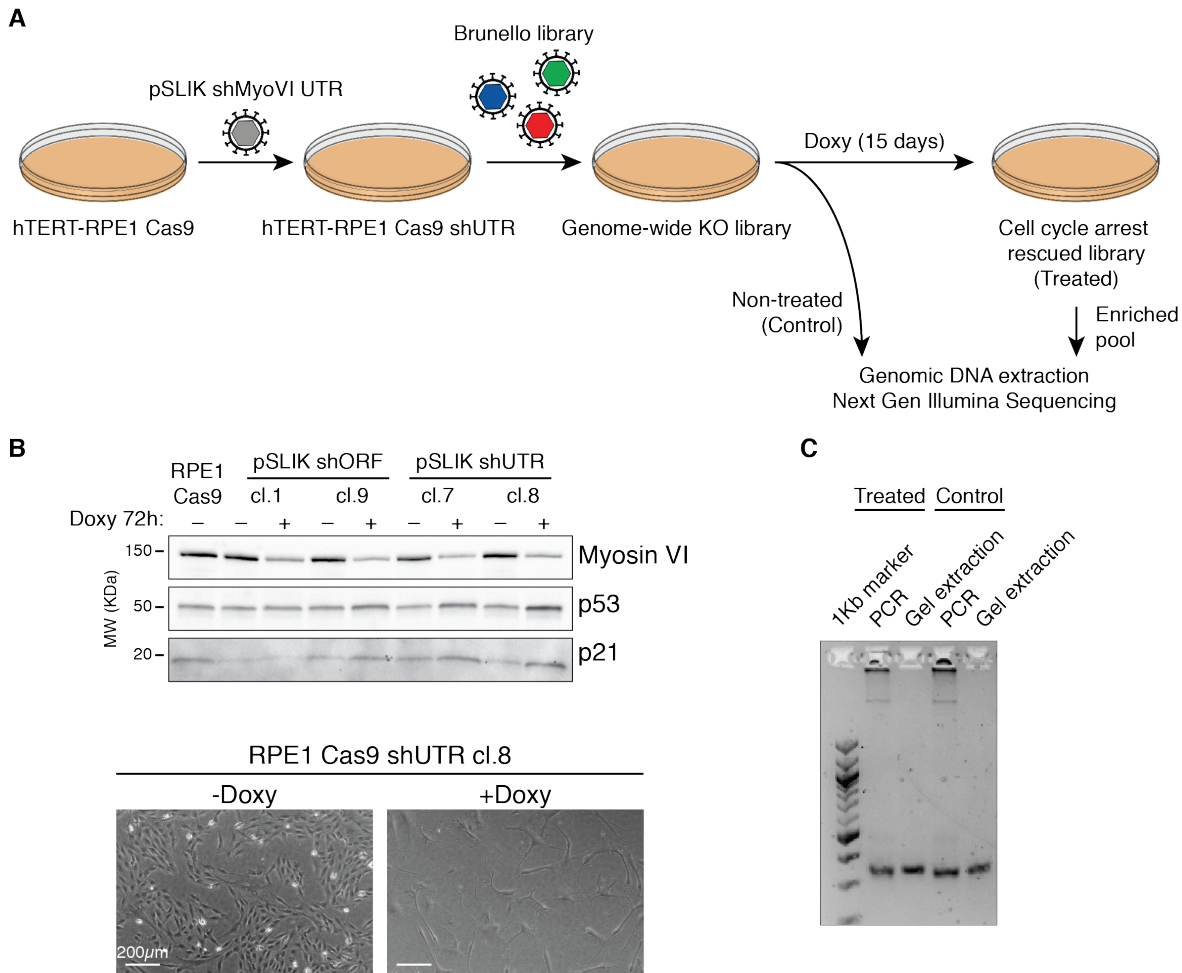 A
Brunello library
pSLIK shMyoVI UTR
Doxy (15 days)
hTERT-RPE1 Cas9
hTERT-RPE1 Cas9 shUTR
Genome-wide KO library
Cell cycle arrest
rescued library
(Treated)
Non-treated
(Control)
Enriched
pool
Genomic DNA extraction
Next Gen Illumina Sequencing
B
RPE1
Cas9
pSLIK shORF
pSLIK shUTR
cl.1
cl.9
cl.7
cl.8
Doxy 72h: – – + – + – + – +
MW (KDa)
150
Myosin VI
50
p53
20
p21
RPE1 Cas9 shUTR cl.8
-Doxy
+Doxy
200µm
C
Treated
Control
1Kb marker
PCR
Gel extraction
PCR
Gel extraction